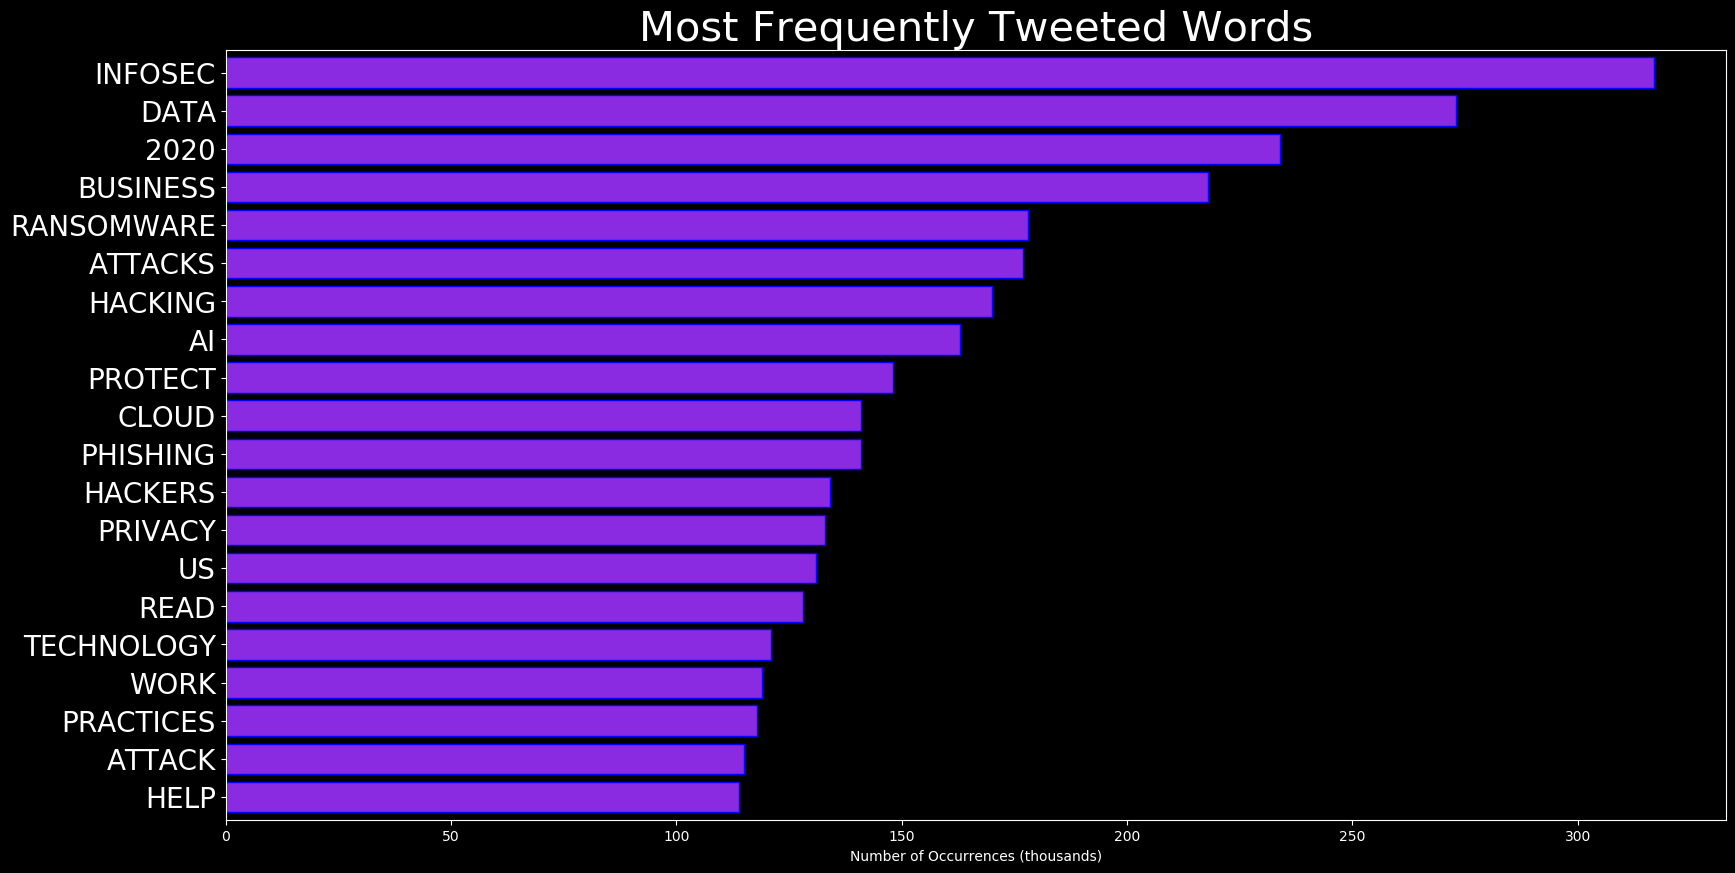 Most Frequently Tweeted Words
INFOSEC
DATA
2020
BUSINESS
RANSOMWARE
ATTACKS
HACKING
AI
PROTECT
CLOUD
PHISHING
HACKERS
PRIVACY
US
READ
TECHNOLOGY
WORK
PRACTICES
ATTACK
HELP
0 50 100 150 200 250 300
Number of Occurrences (thousands)